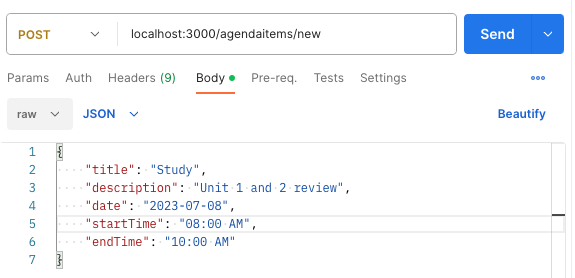 POST localhost:3000/agendaitems/new Send
Params Auth Headers (9) Body Pre-req. Tests Settings
raw JSON Beautify
1 {
2 "title": "Study",
3 "description": "Unit 1 and 2 review",
4 "date": "2023-07-08",
5 "startTime": "08:00 AM",
6 "endTime": "10:00 AM"
7 }